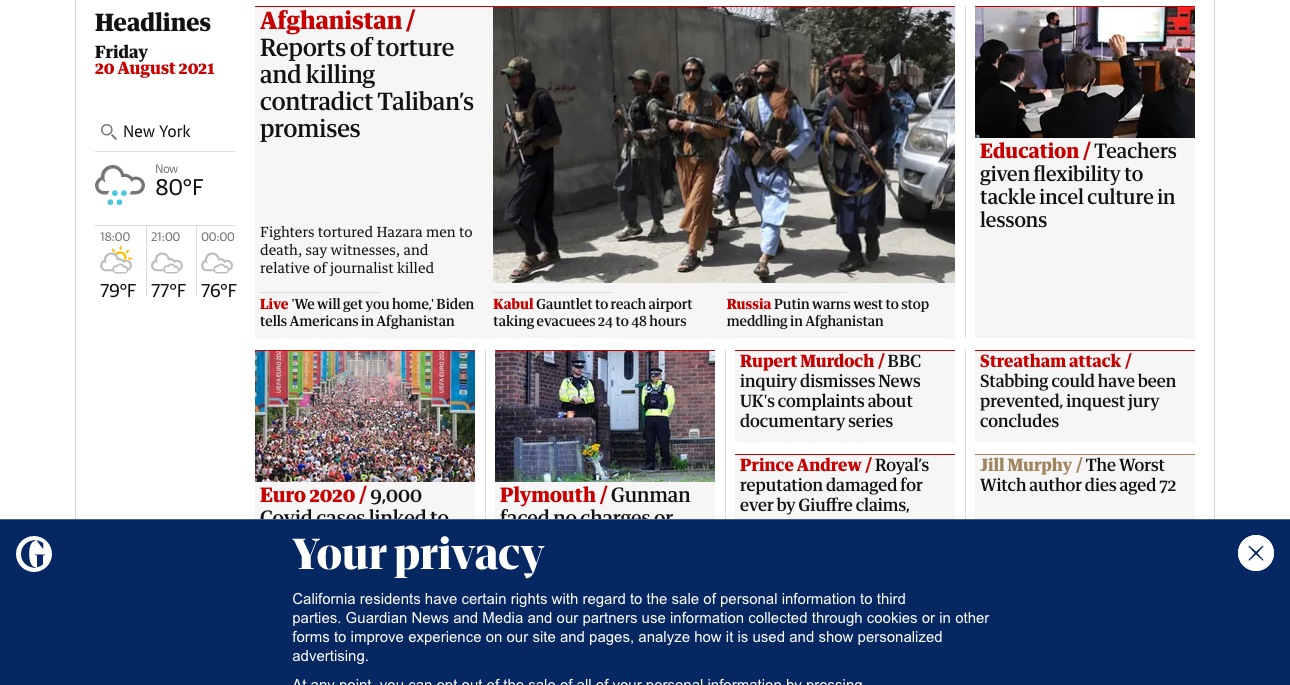 Headlines
Friday
20 August 2021
New York
Now
80°F
18:00 21:00 00:00
79°F 77°F 76°F
Afghanistan /
Reports of torture
and killing
contradict Taliban's
promises
Fighters tortured Hazara men to
death, say witnesses, and
relative of journalist killed
Live 'We will get you home,' Biden
tells Americans in Afghanistan
Kabul Gauntlet to reach airport
taking evacuees 24 to 48 hours
Russia Putin warns west to stop
meddling in Afghanistan
Education / Teachers
given flexibility to
tackle incel culture in
lessons
UEFA EURO 2020
Euro 2020 / 9,000
Covid cases linked to
Plymouth / Gunman
faced no charges or
Rupert Murdoch / BBC
inquiry dismisses News
UK's complaints about
documentary series
Prince Andrew / Royal's
reputation damaged for
ever by Giuffre claims,
Streatham attack /
Stabbing could have been
prevented, inquest jury
concludes
Jill Murphy / The Worst
Witch author dies aged 72
Your privacy
California residents have certain rights with regard to the sale of personal information to third
parties. Guardian News and Media and our partners use information collected through cookies or in other
forms to improve experience on our site and pages, analyze how it is used and show personalized
advertising.
At any point, you can opt out of the sale of all of your personal information by pressing